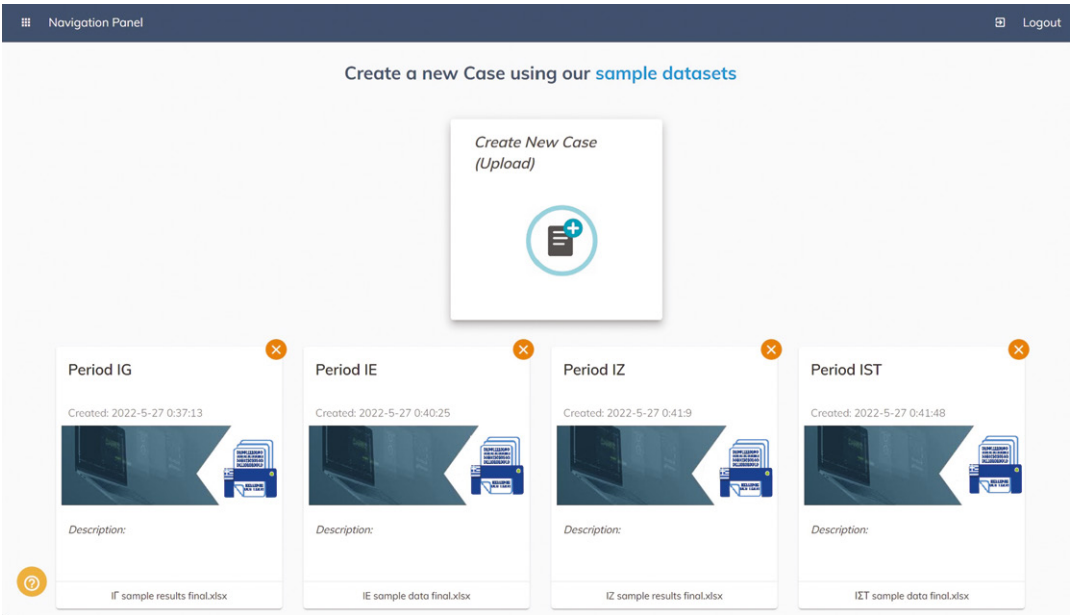 Navigation Panel
Logout
Create a new Case using our sample datasets
Create New Case
(Upload)
Period IG
Created: 2022-5-27 0:37:13
Description:
IΓ sample results final.xlsx
Period IE
Created: 2022-5-27 0:40:25
Description:
IE sample data final.xlsx
Period IZ
Created: 2022-5-27 0:41:9
Description:
IZ sample results final.xlsx
Period IST
Created: 2022-5-27 0:41:48
Description:
IΣT sample data final.xlsx